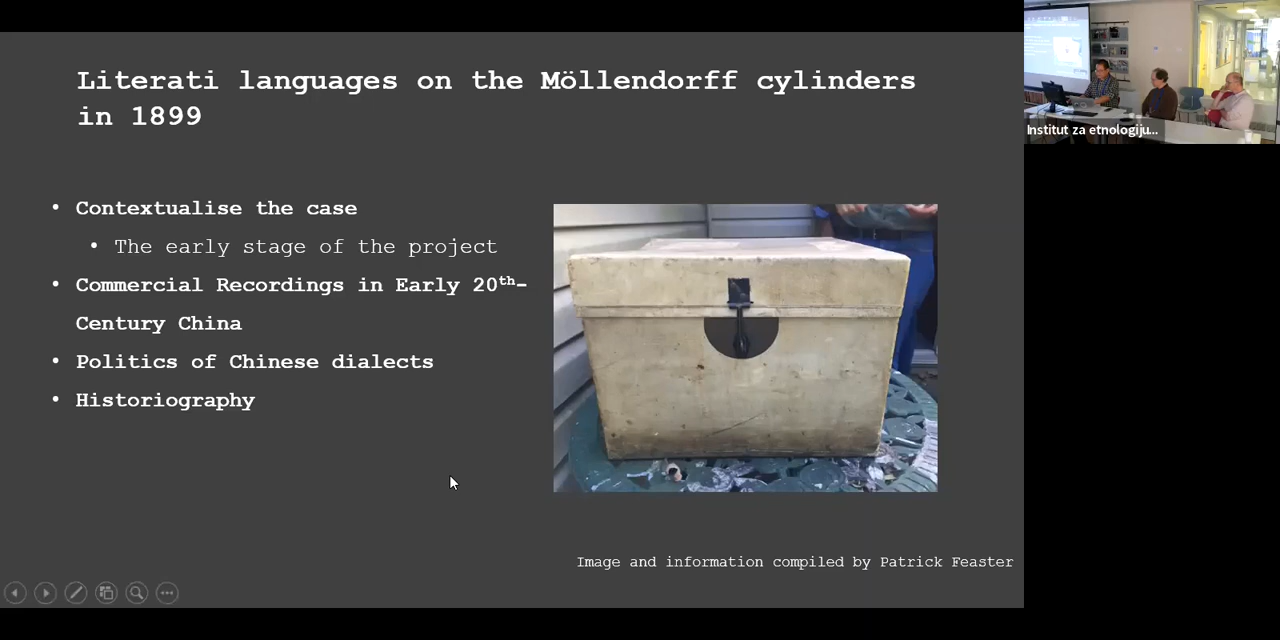 Literati languages on the Möllendorff cylinders
in 1899
• Contextualise the case
• The early stage of the project
• Commercial Recordings in Early 20th-
Century China
• Politics of Chinese dialects
• Historiography
Image and information compiled by Patrick Feaster
Institut za etnologiju...